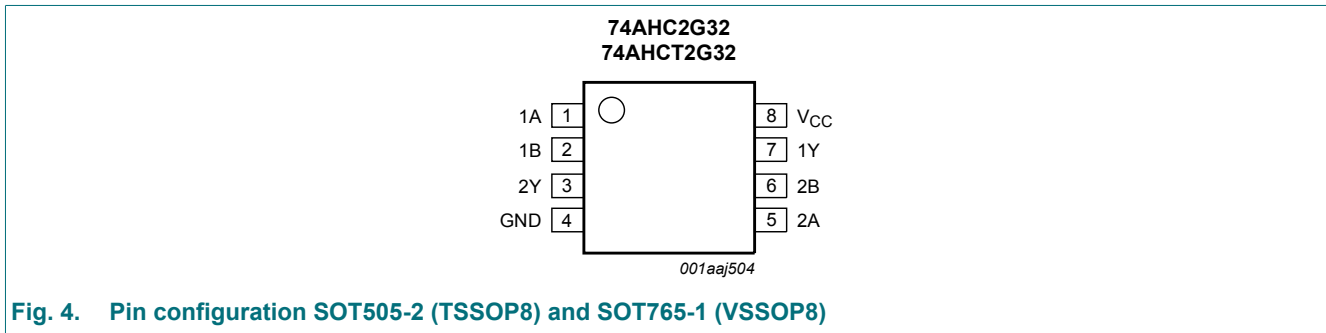 74AHC2G32
74AHCT2G32
1A 1 8 VCC
1B 2 7 1Y
2Y 3 6 2B
GND 4 5 2A
001aaj504
Fig. 4. Pin configuration SOT505-2 (TSSOP8) and SOT765-1 (VSSOP8)